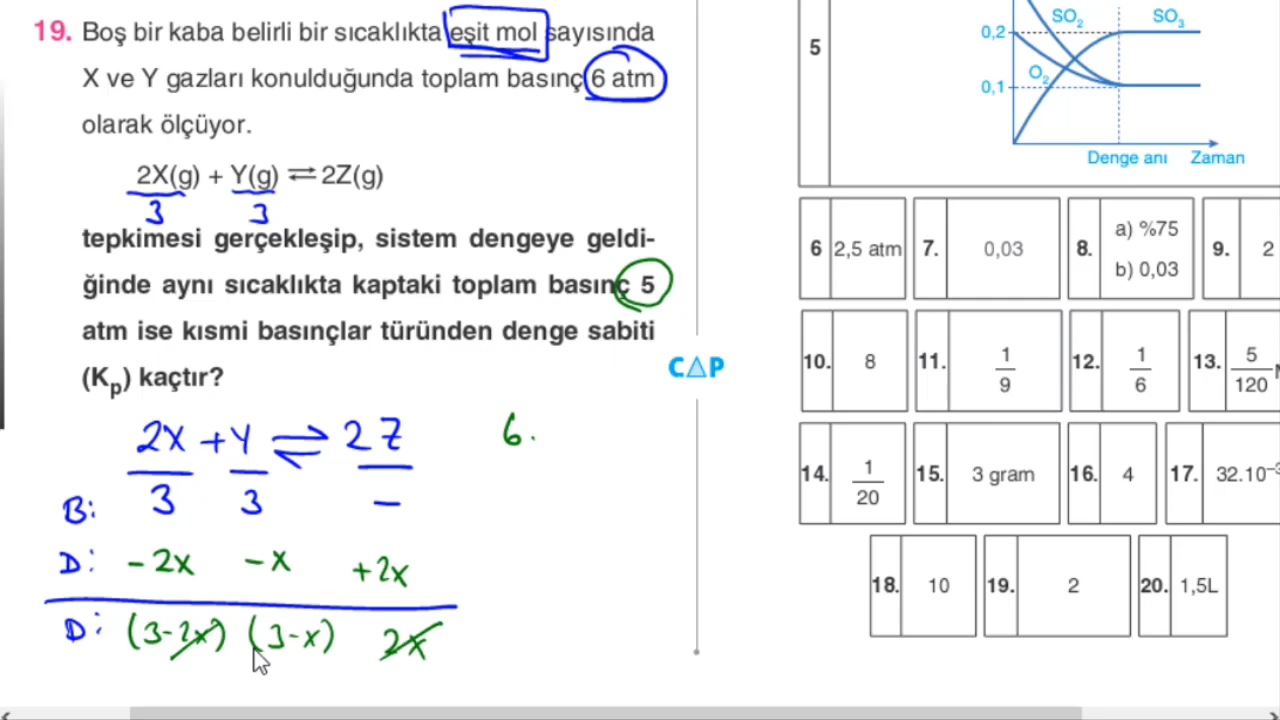 19. Boş bir kaba belirli bir sıcaklıkta eşit mol sayısında
X ve Y gazları konulduğunda toplam basınç 6 atm
olarak ölçüyor.
2X(g) + Y(g) ⇌ 2Z(g)
3 3
tepkimesi gerçekleşip, sistem dengeye geldi-
ğinde aynı sıcaklıkta kaptaki toplam basınç 5
atm ise kısmi basınçlar türünden denge sabiti
(Kp) kaçtır?
2X + Y ⇌ 2Z
B: 3 3 –
D: -2x -x +2x
D: (3-2x) (3-x) 2x
6.
CAP
5
SO2 SO3
0,2
O2
0,1
Denge anı Zaman
6 2,5 atm 7. 0,03 8. a) %75 b) 0,03 9. 2
10. 8 11. 1/9 12. 1/6 13. 5/120
14. 1/20 15. 3 gram 16. 4 17. 32.10⁻³
18. 10 19. 2 20. 1,5L